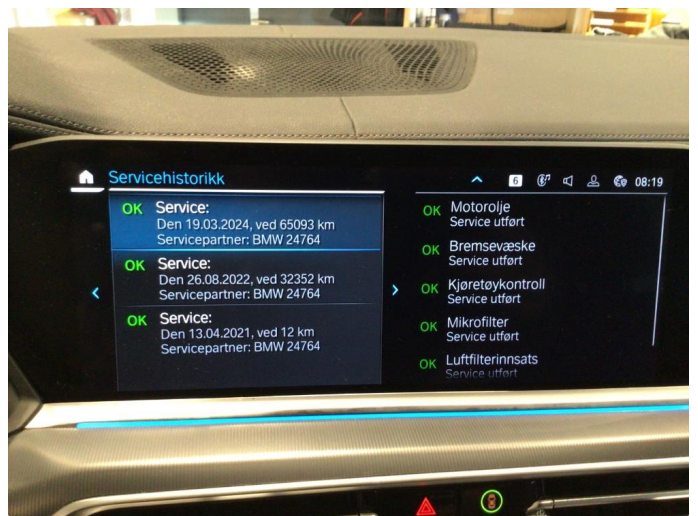 Servicehistorikk
6
08:19
OK Service:
Den 19.03.2024, ved 65093 km
Servicepartner: BMW 24764
OK Service:
Den 26.08.2022, ved 32352 km
Servicepartner: BMW 24764
OK Service:
Den 13.04.2021, ved 12 km
Servicepartner: BMW 24764
OK Motorolje
Service utført
OK Bremsevæske
Service utført
OK Kjøretøykontroll
Service utført
OK Mikrofilter
Service utført
OK Luftfilterinnsats
Service utført